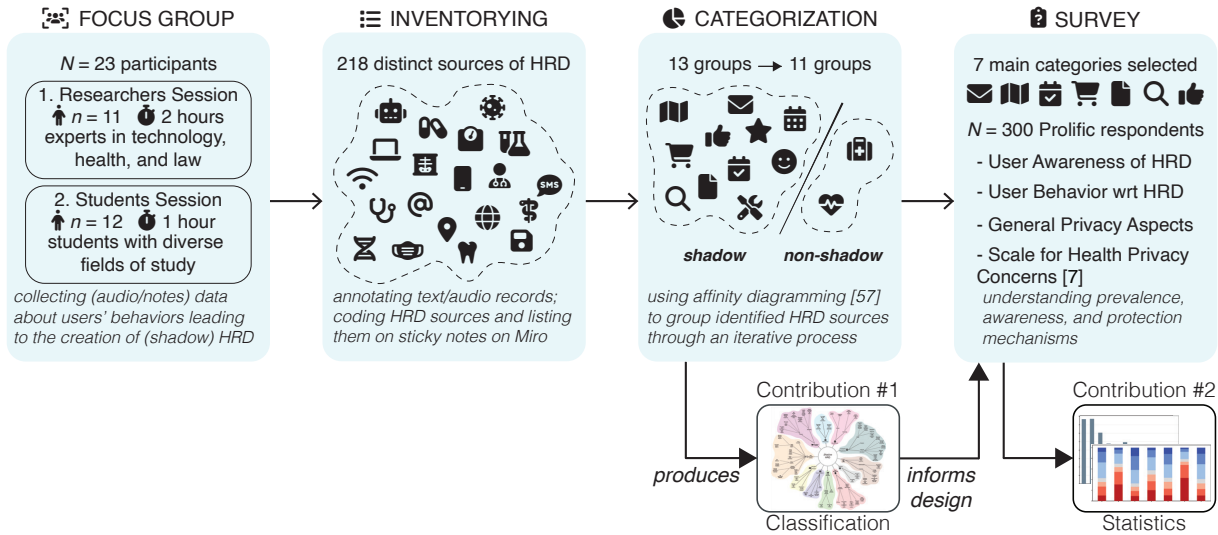 FOCUS GROUP
N = 23 participants
1. Researchers Session
n = 11 2 hours
experts in technology,
health, and law
2. Students Session
n = 12 1 hour
students with diverse
fields of study
collecting (audio/notes) data
about users' behaviors leading
to the creation of (shadow) HRD
INVENTORYING
218 distinct sources of HRD
SMS
annotating text/audio records;
coding HRD sources and listing
them on sticky notes on Miro
CATEGORIZATION
13 groups → 11 groups
shadow
non-shadow
using affinity diagramming [57]
to group identified HRD sources
through an iterative process
SURVEY
7 main categories selected
N = 300 Prolific respondents
- User Awareness of HRD
- User Behavior wrt HRD
- General Privacy Aspects
- Scale for Health Privacy
Concerns [7]
understanding prevalence,
awareness, and protection
mechanisms
produces
Contribution #1
Classification
informs
design
Contribution #2
Statistics